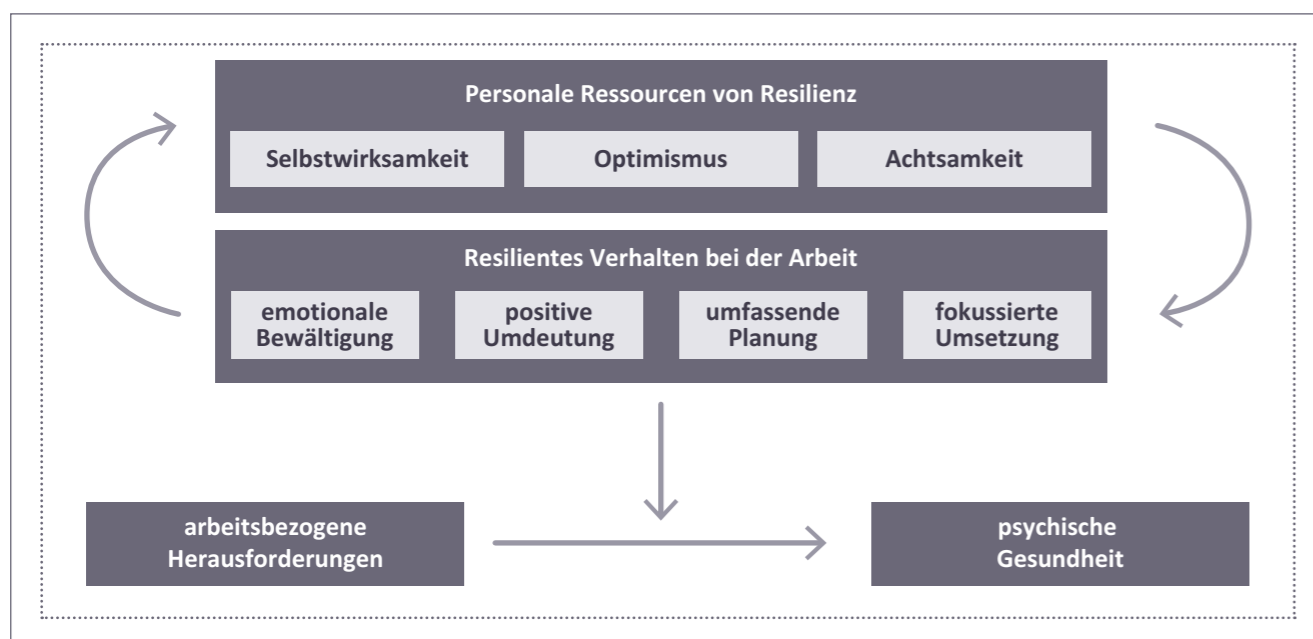 Personale Ressourcen von Resilienz
Selbstwirksamkeit
Optimismus
Achtsamkeit
Resilientes Verhalten bei der Arbeit
emotionale
Bewältigung
positive
Umdeutung
umfassende
Planung
fokussierte
Umsetzung
arbeitsbezogene
Herausforderungen
psychische
Gesundheit